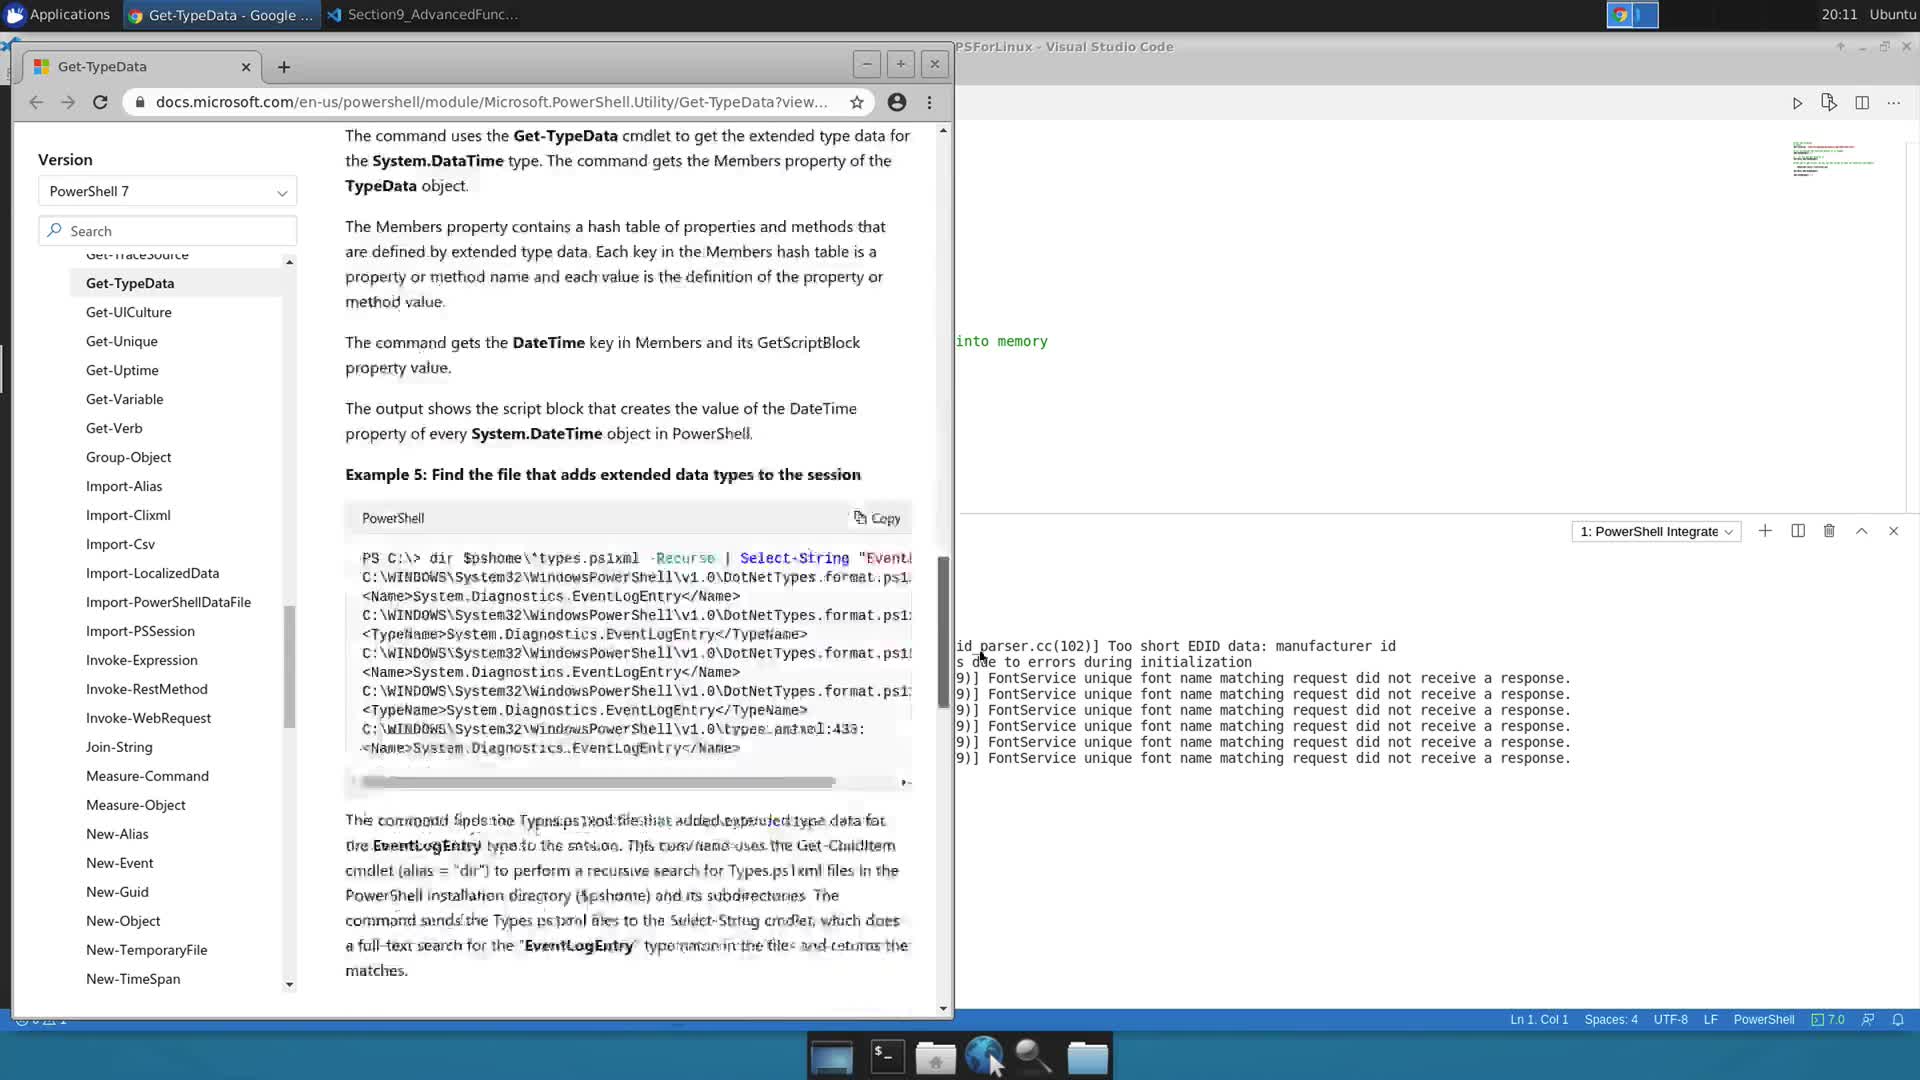 Applications
Get-TypeData - Google ...
Section9_AdvancedFunc...
20:11 Ubuntu
PSForLinux - Visual Studio Code
Get-TypeData
docs.microsoft.com/en-us/powershell/module/Microsoft.PowerShell.Utility/Get-TypeData?view...
Version
PowerShell 7
Search
Get-TraceSource
Get-TypeData
Get-UICulture
Get-Unique
Get-Uptime
Get-Variable
Get-Verb
Group-Object
Import-Alias
Import-Clixml
Import-Csv
Import-LocalizedData
Import-PowerShellDataFile
Import-PSSession
Invoke-Expression
Invoke-RestMethod
Invoke-WebRequest
Join-String
Measure-Command
Measure-Object
New-Alias
New-Event
New-Guid
New-Object
New-TemporaryFile
New-TimeSpan
The command uses the Get-TypeData cmdlet to get the extended type data for
the System.DataTime type. The command gets the Members property of the
TypeData object.
The Members property contains a hash table of properties and methods that
are defined by extended type data. Each key in the Members hash table is a
property or method name and each value is the definition of the property or
method value.
The command gets the DateTime key in Members and its GetScriptBlock
property value.
The output shows the script block that creates the value of the DateTime
property of every System.DateTime object in PowerShell.
Example 5: Find the file that adds extended data types to the session
PowerShell
Copy
PS C:\> dir $pshome\*types.ps1xml -Recurse | Select-String "Event
C:\WINDOWS\System32\WindowsPowerShell\v1.0\DotNetTypes.format.ps1
<Name>System.Diagnostics.EventLogEntry</Name>
C:\WINDOWS\System32\WindowsPowerShell\v1.0\DotNetTypes.format.ps1
<TypeName>System.Diagnostics.EventLogEntry</TypeName>
C:\WINDOWS\System32\WindowsPowerShell\v1.0\DotNetTypes.format.ps1
<Name>System.Diagnostics.EventLogEntry</Name>
C:\WINDOWS\System32\WindowsPowerShell\v1.0\DotNetTypes.format.ps1
<TypeName>System.Diagnostics.EventLogEntry</TypeName>
C:\WINDOWS\System32\WindowsPowerShell\v1.0\types.ps1xml:433:
<Name>System.Diagnostics.EventLogEntry</Name>
The command finds the Types.ps1xml file that added extended type data for
the EventLogEntry type to the session. This command uses the Get-ChildItem
cmdlet (alias = "dir") to perform a recursive search for Types.ps1xml files in the
PowerShell installation directory ($pshome) and its subdirectories. The
command sends the Types.ps1xml files to the Select-String cmdlet, which does
a full-text search for the "EventLogEntry" type name in the files and returns the
matches.
into memory
1: PowerShell Integrate
id_parser.cc(102)] Too short EDID data: manufacturer id
s due to errors during initialization
9)] FontService unique font name matching request did not receive a response.
9)] FontService unique font name matching request did not receive a response.
9)] FontService unique font name matching request did not receive a response.
9)] FontService unique font name matching request did not receive a response.
9)] FontService unique font name matching request did not receive a response.
9)] FontService unique font name matching request did not receive a response.
Ln 1, Col 1 Spaces: 4 UTF-8 LF PowerShell 7.0